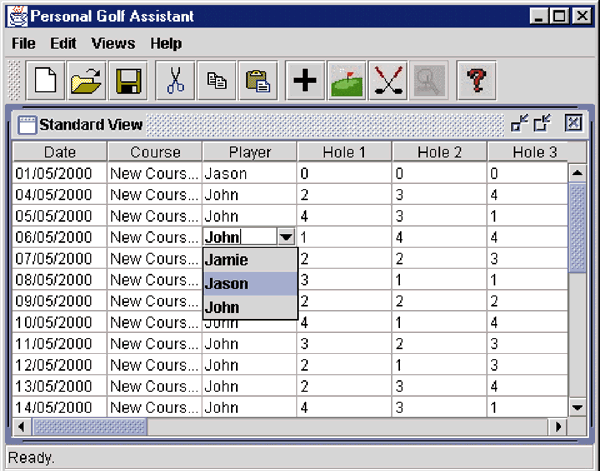 Personal Golf Assistant
File Edit Views Help
Standard View
Date Course Player Hole 1 Hole 2 Hole 3
01/05/2000 New Cours... Jason 0 0 0
04/05/2000 New Cours... John 2 3 4
05/05/2000 New Cours... John 4 3 1
06/05/2000 New Cours... John 1 4 4
07/05/2000 New Cours... Jamie 2 2 3
08/05/2000 New Cours... Jason 3 1 1
09/05/2000 New Cours... John 2 2 2
10/05/2000 New Cours... John 4 1 4
11/05/2000 New Cours... John 3 2 3
12/05/2000 New Cours... John 2 1 3
13/05/2000 New Cours... John 2 3 4
14/05/2000 New Cours... John 4 3 1
Ready.